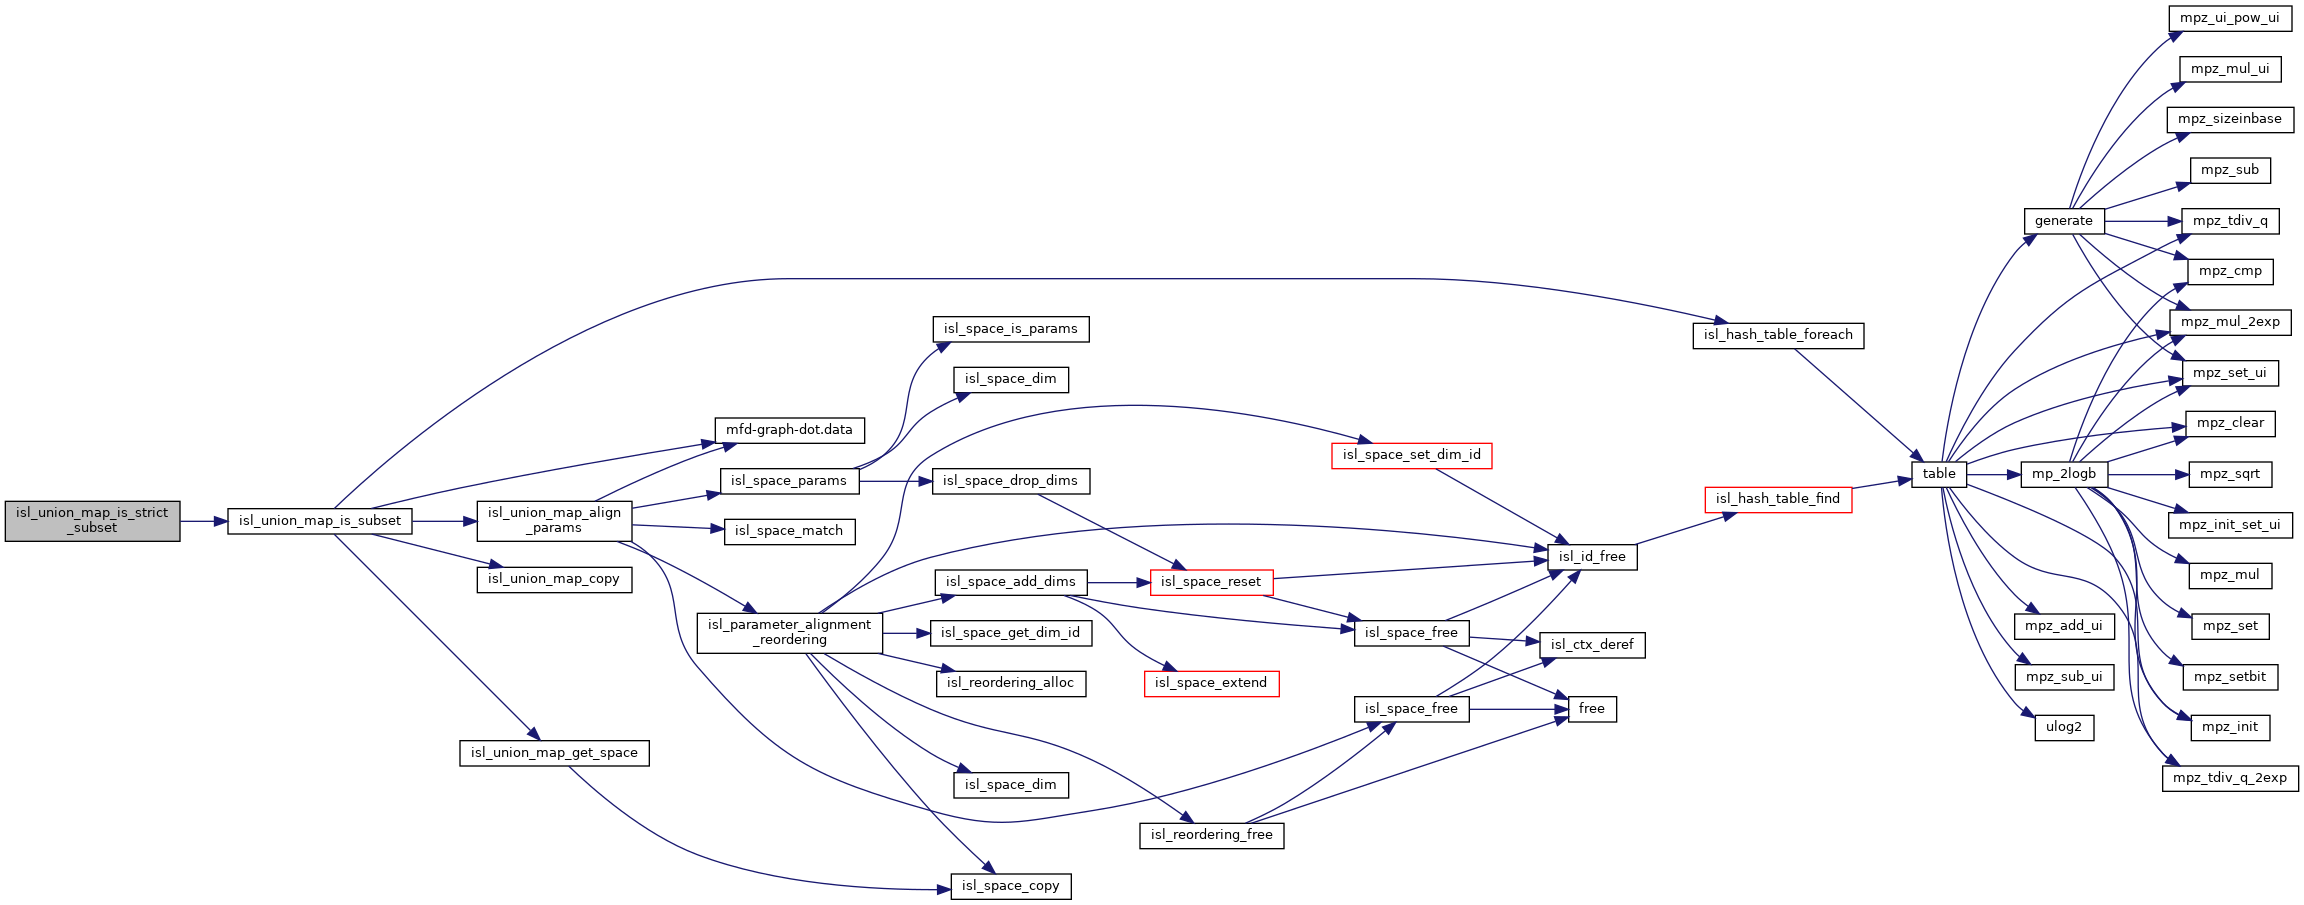 isl_union_map_is_strict
_subset
isl_union_map_is_subset
isl_union_map_align
_params
isl_union_map_copy
isl_union_map_get_space
mfd-graph-dot.data
isl_space_params
isl_space_match
isl_parameter_alignment
_reordering
isl_space_is_params
isl_space_dim
isl_space_drop_dims
isl_space_add_dims
isl_space_get_dim_id
isl_reordering_alloc
isl_space_dim
isl_space_copy
isl_space_reset
isl_space_extend
isl_reordering_free
isl_space_set_dim_id
isl_space_free
isl_space_free
isl_id_free
isl_ctx_deref
free
isl_hash_table_foreach
isl_hash_table_find
table
generate
mp_2logb
mpz_add_ui
mpz_sub_ui
ulog2
mpz_ui_pow_ui
mpz_mul_ui
mpz_sizeinbase
mpz_sub
mpz_tdiv_q
mpz_cmp
mpz_mul_2exp
mpz_set_ui
mpz_clear
mpz_sqrt
mpz_init_set_ui
mpz_mul
mpz_set
mpz_setbit
mpz_init
mpz_tdiv_q_2exp